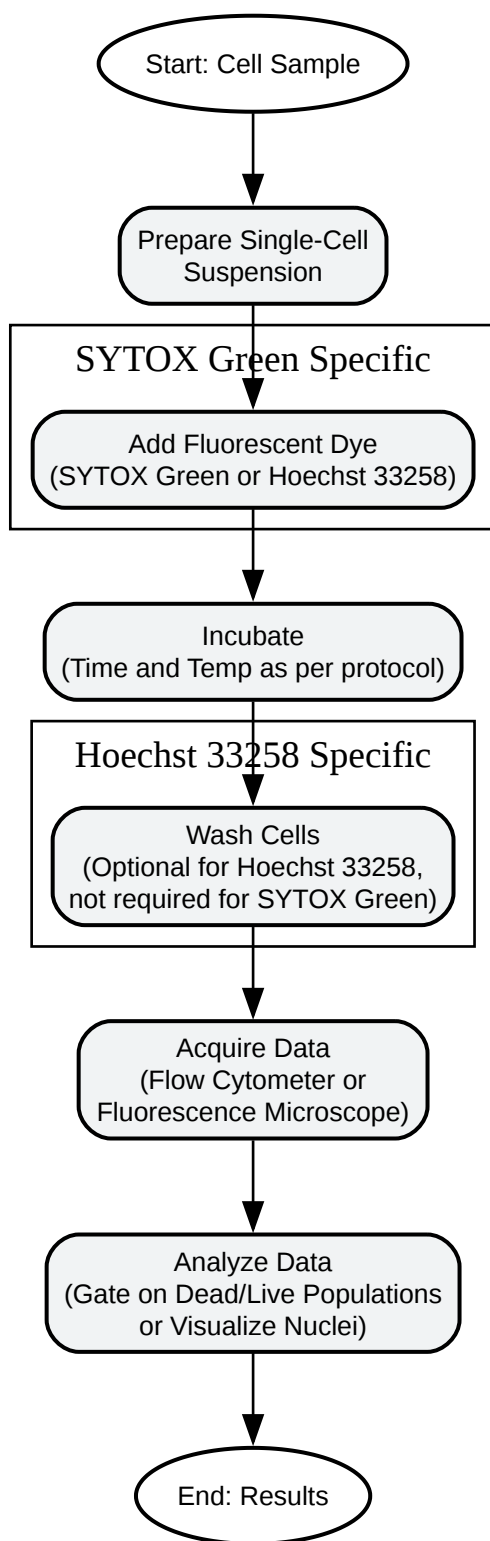 Start: Cell Sample
Prepare Single-Cell
Suspension
SYTOX Green Specific
Add Fluorescent Dye
(SYTOX Green or Hoechst 33258)
Incubate
(Time and Temp as per protocol)
Hoechst 33258 Specific
Wash Cells
(Optional for Hoechst 33258,
not required for SYTOX Green)
Acquire Data
(Flow Cytometer or
Fluorescence Microscope)
Analyze Data
(Gate on Dead/Live Populations
or Visualize Nuclei)
End: Results